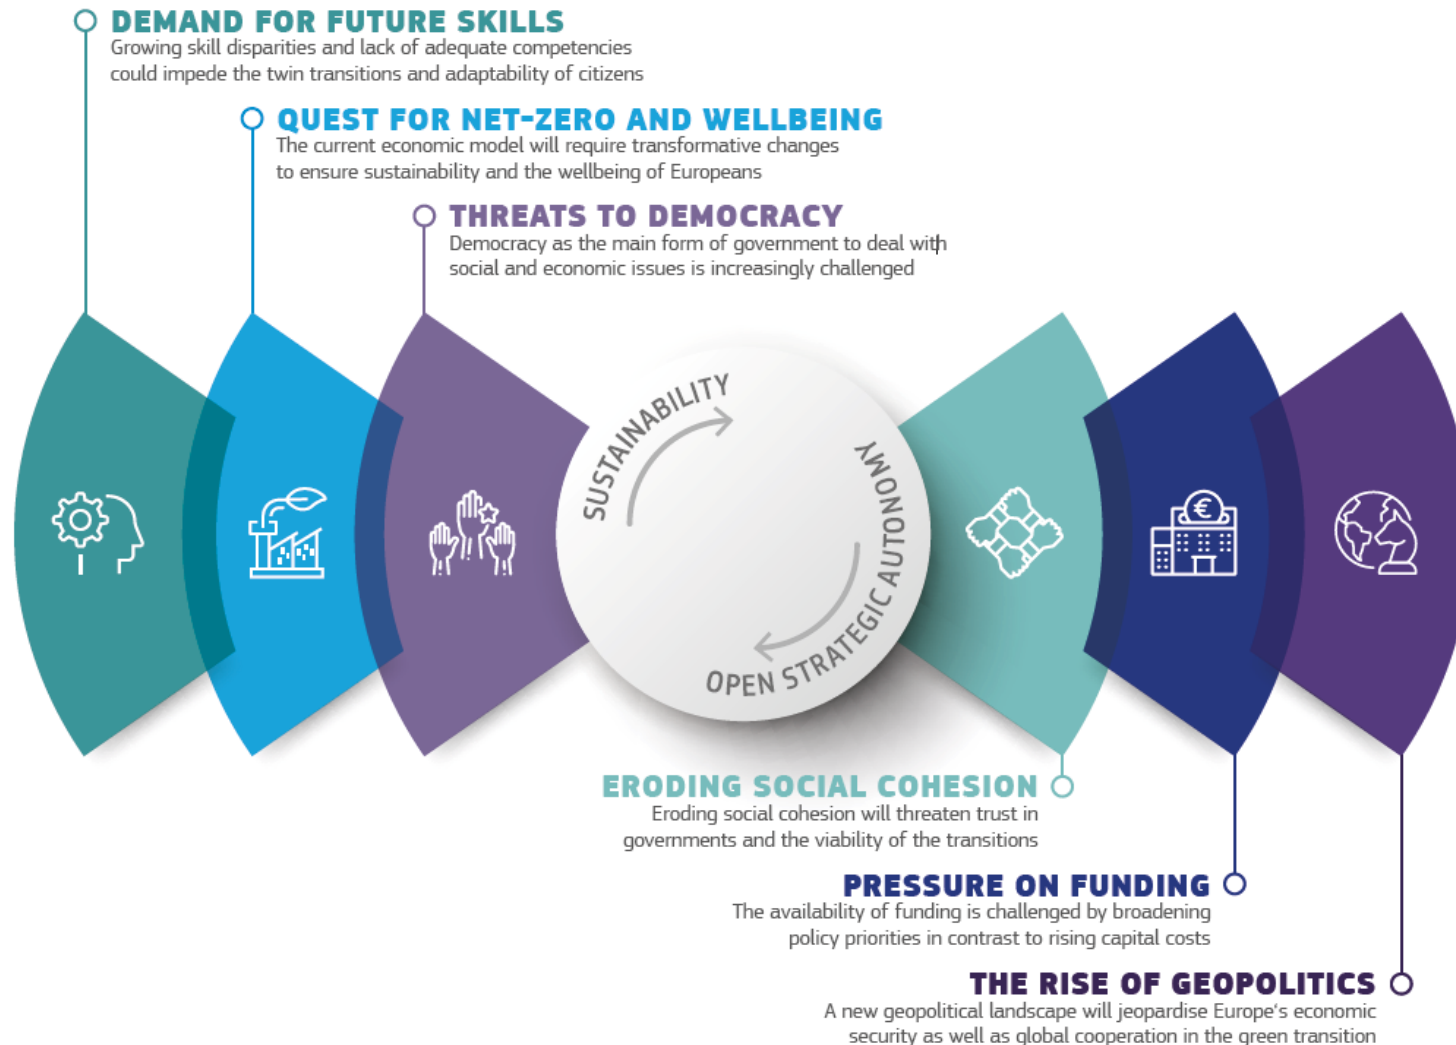 DEMAND FOR FUTURE SKILLS
Growing skill disparities and lack of adequate competencies
could impede the twin transitions and adaptability of citizens
QUEST FOR NET-ZERO AND WELLBEING
The current economic model will require transformative changes
to ensure sustainability and the wellbeing of Europeans
THREATS TO DEMOCRACY
Democracy as the main form of government to deal with
social and economic issues is increasingly challenged
SUSTAINABILITY
OPEN STRATEGIC AUTONOMY
€
ERODING SOCIAL COHESION
Eroding social cohesion will threaten trust in
governments and the viability of the transitions
PRESSURE ON FUNDING
The availability of funding is challenged by broadening
policy priorities in contrast to rising capital costs
THE RISE OF GEOPOLITICS
A new geopolitical landscape will jeopardise Europe‘s economic
security as well as global cooperation in the green transition